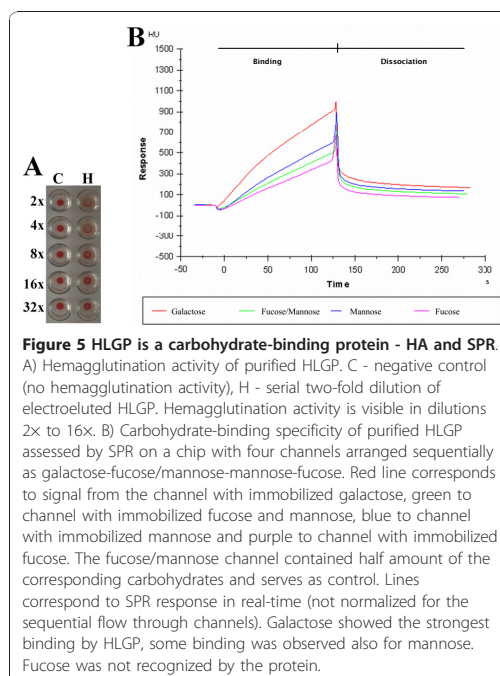 B
RU
1500
1300
1100
900
700
500
300
100
-100
-300
-500
Response
Binding
Dissociation
-50 0 50 100 150 200 250 300
s
Time
Galactose Fucose/Mannose Mannose Fucose
A
C H
2x
4x
8x
16x
32x
Figure 5 HLGP is a carbohydrate-binding protein - HA and SPR.
A) Hemagglutination activity of purified HLGP. C - negative control
(no hemagglutination activity), H - serial two-fold dilution of
electroeluted HLGP. Hemagglutination activity is visible in dilutions
2× to 16×. B) Carbohydrate-binding specificity of purified HLGP
assessed by SPR on a chip with four channels arranged sequentially
as galactose-fucose/mannose-mannose-fucose. Red line corresponds
to signal from the channel with immobilized galactose, green to
channel with immobilized fucose and mannose, blue to channel
with immobilized mannose and purple to channel with immobilized
fucose. The fucose/mannose channel contained half amount of the
corresponding carbohydrates and serves as control. Lines
correspond to SPR response in real-time (not normalized for the
sequential flow through channels). Galactose showed the strongest
binding by HLGP, some binding was observed also for mannose.
Fucose was not recognized by the protein.